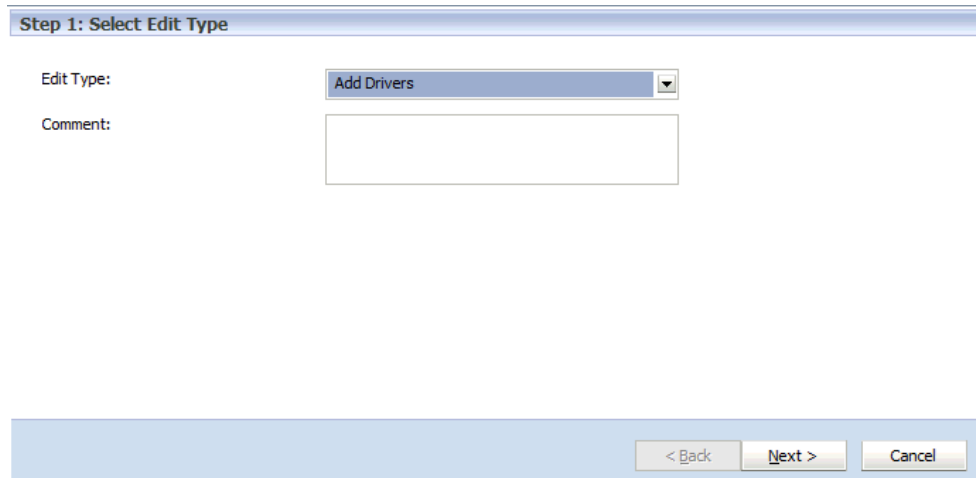 Step 1: Select Edit Type
Edit Type:
Add Drivers
Comment:
< Back
Next >
Cancel